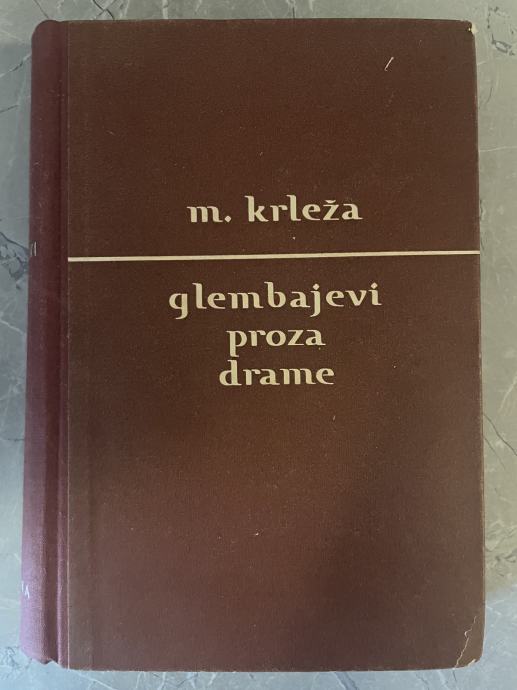 m. krleža
glembajevi
proza
drame